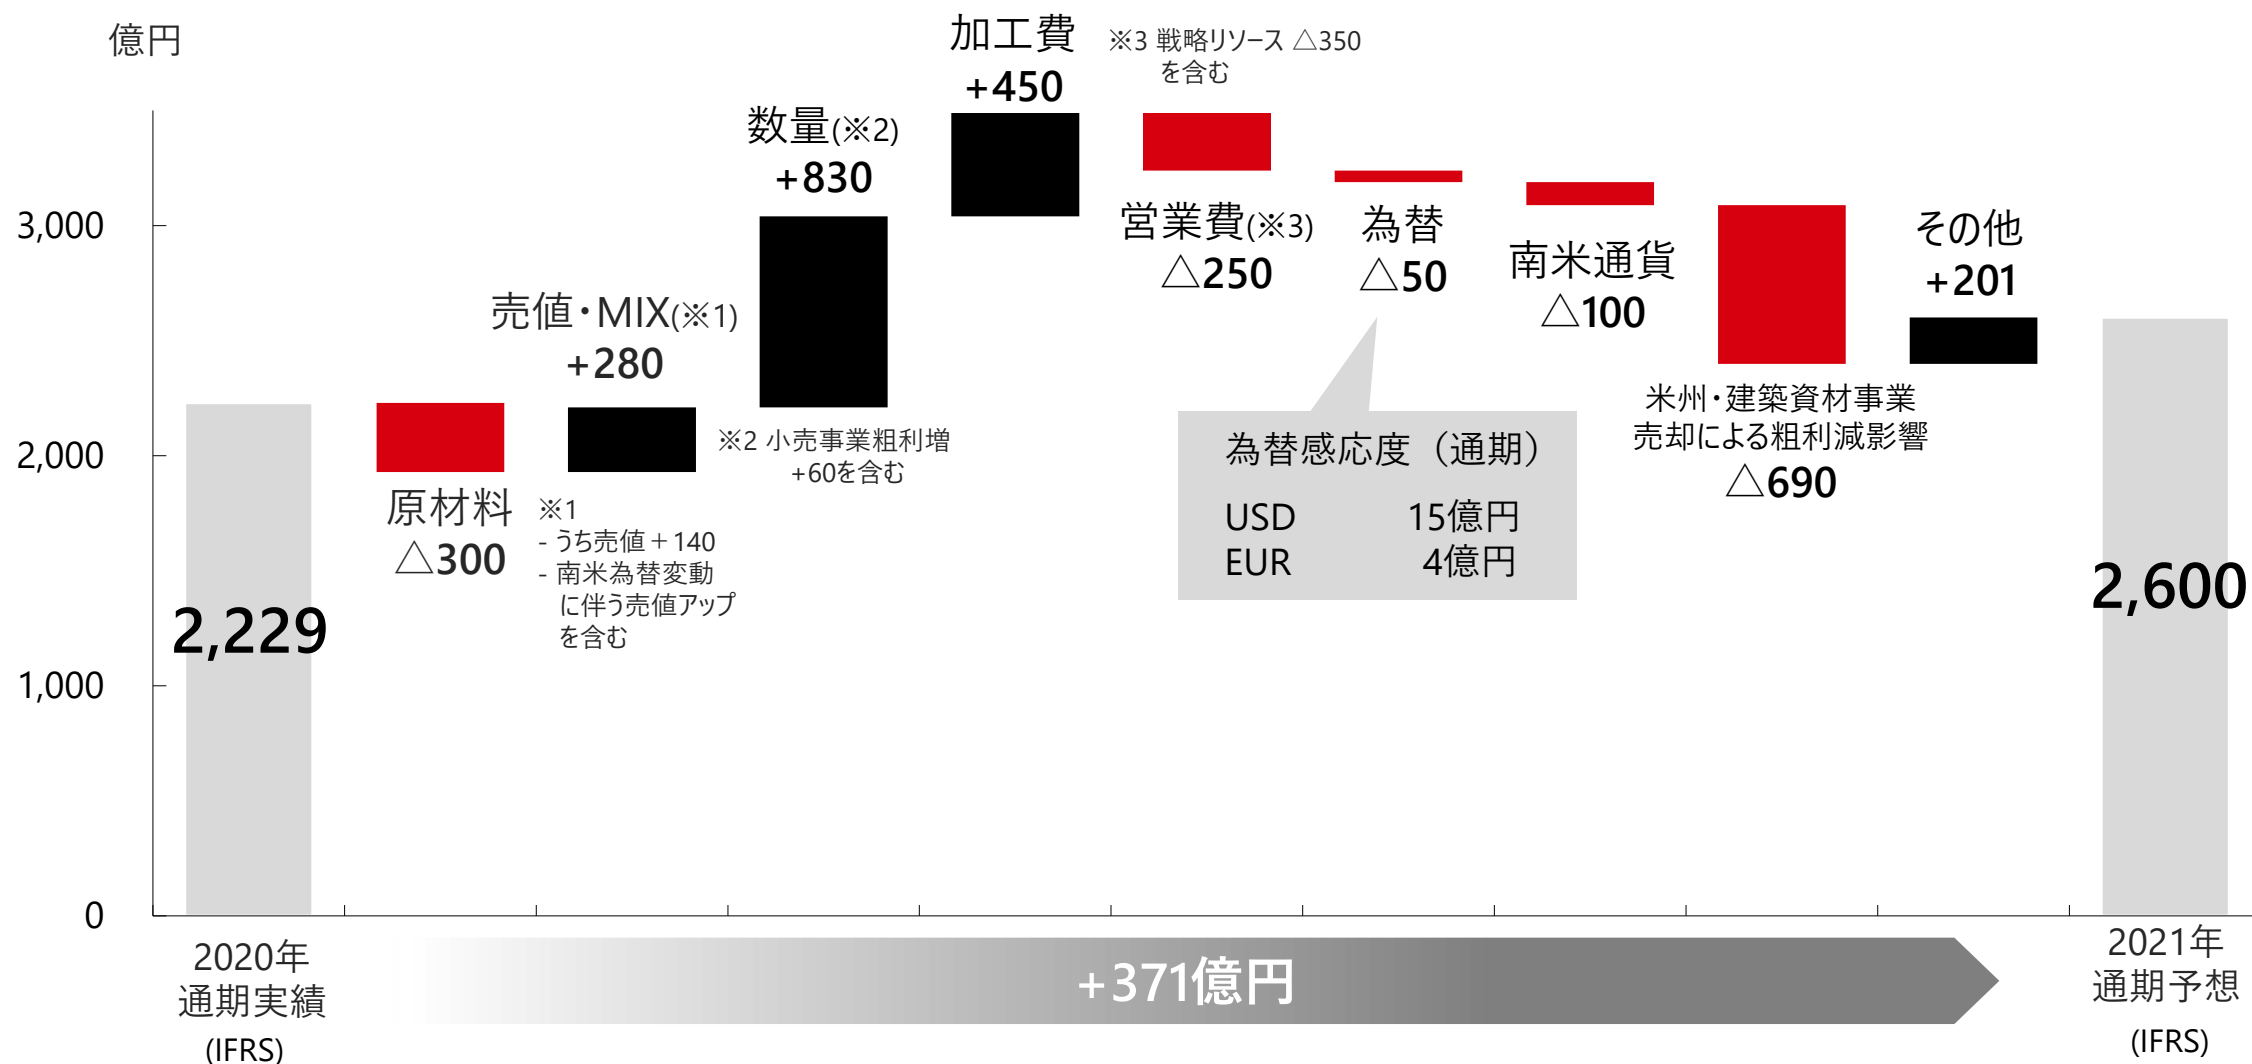 億円
3,000
2,000
1,000
0
2,229
原材料
△300
売値・MIX(※1)
+280
※1
- うち売値＋140
- 南米為替変動
に伴う売値アップ
を含む
数量(※2)
+830
※2 小売事業粗利増
+60を含む
加工費
+450
※3 戦略リソース △350
を含む
営業費(※3)
△250
為替
△50
為替感応度（通期）
USD 15億円
EUR 4億円
南米通貨
△100
米州・建築資材事業
売却による粗利減影響
△690
その他
+201
2,600
2020年
通期実績
(IFRS)
+371億円
2021年
通期予想
(IFRS)